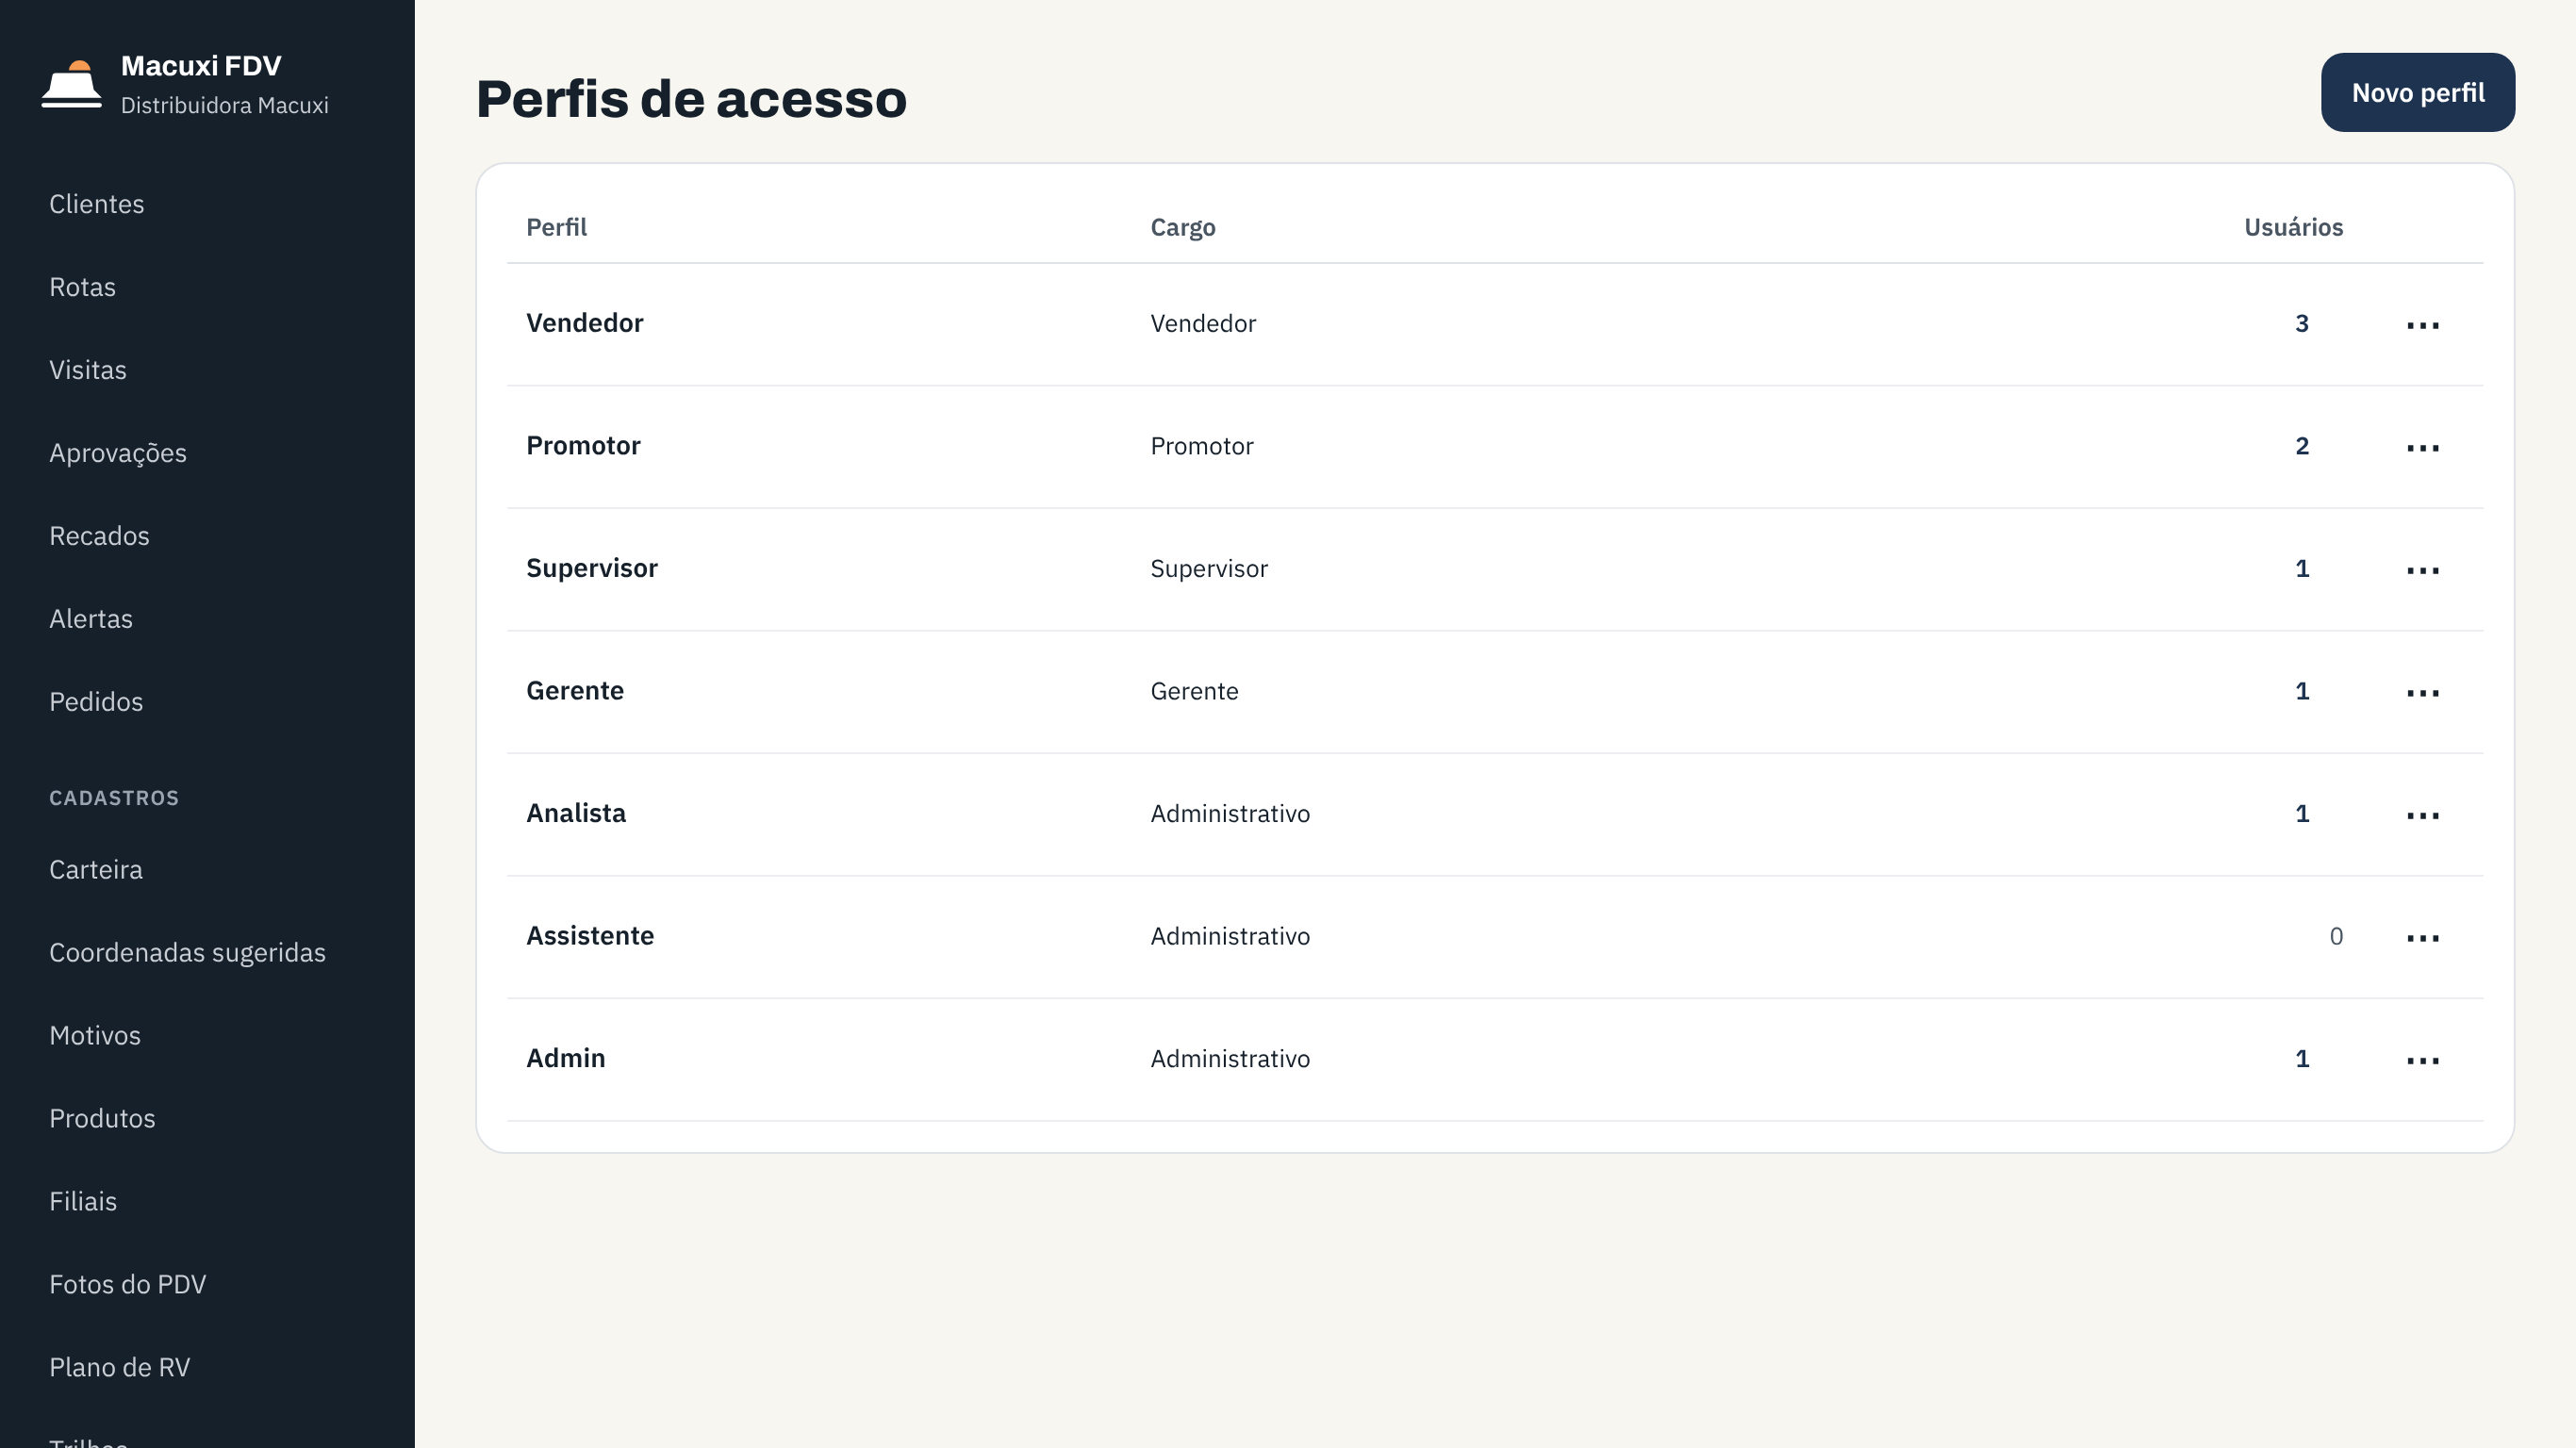 Macuxi FDV
Distribuidora Macuxi
Clientes
Rotas
Visitas
Aprovações
Recados
Alertas
Pedidos
CADASTROS
Carteira
Coordenadas sugeridas
Motivos
Produtos
Filiais
Fotos do PDV
Plano de RV
Perfis de acesso
Novo perfil
Perfil Cargo Usuários
Vendedor Vendedor 3 ...
Promotor Promotor 2 ...
Supervisor Supervisor 1 ...
Gerente Gerente 1 ...
Analista Administrativo 1 ...
Assistente Administrativo 0 ...
Admin Administrativo 1 ...